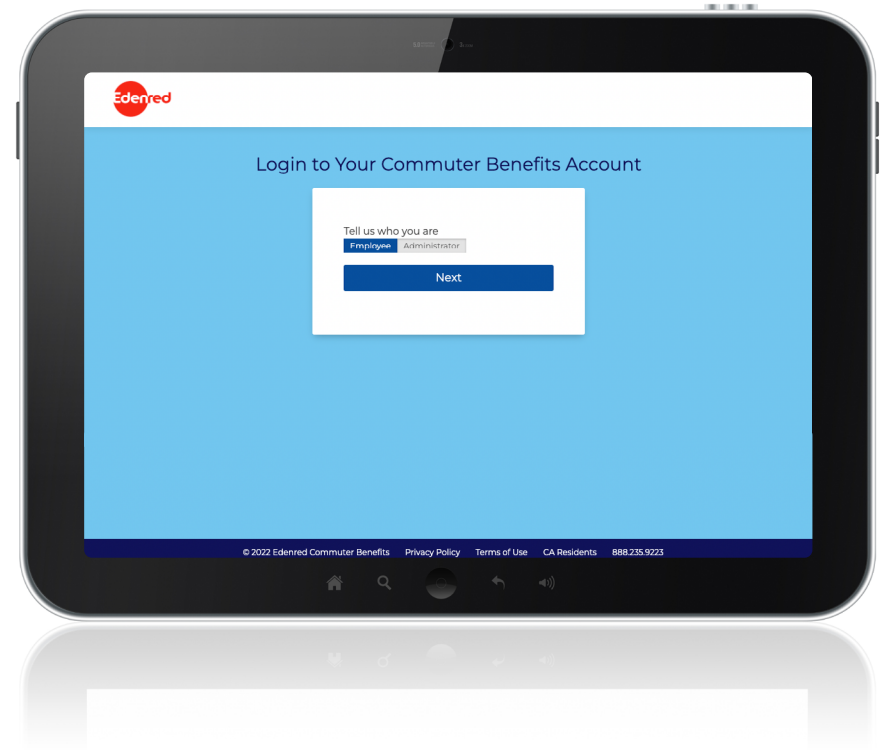 Edenred
Login to Your Commuter Benefits Account
Tell us who you are
Employee Administrator
Next
© 2022 Edenred Commuter Benefits Privacy Policy Terms of Use CA Residents 888.235.9223